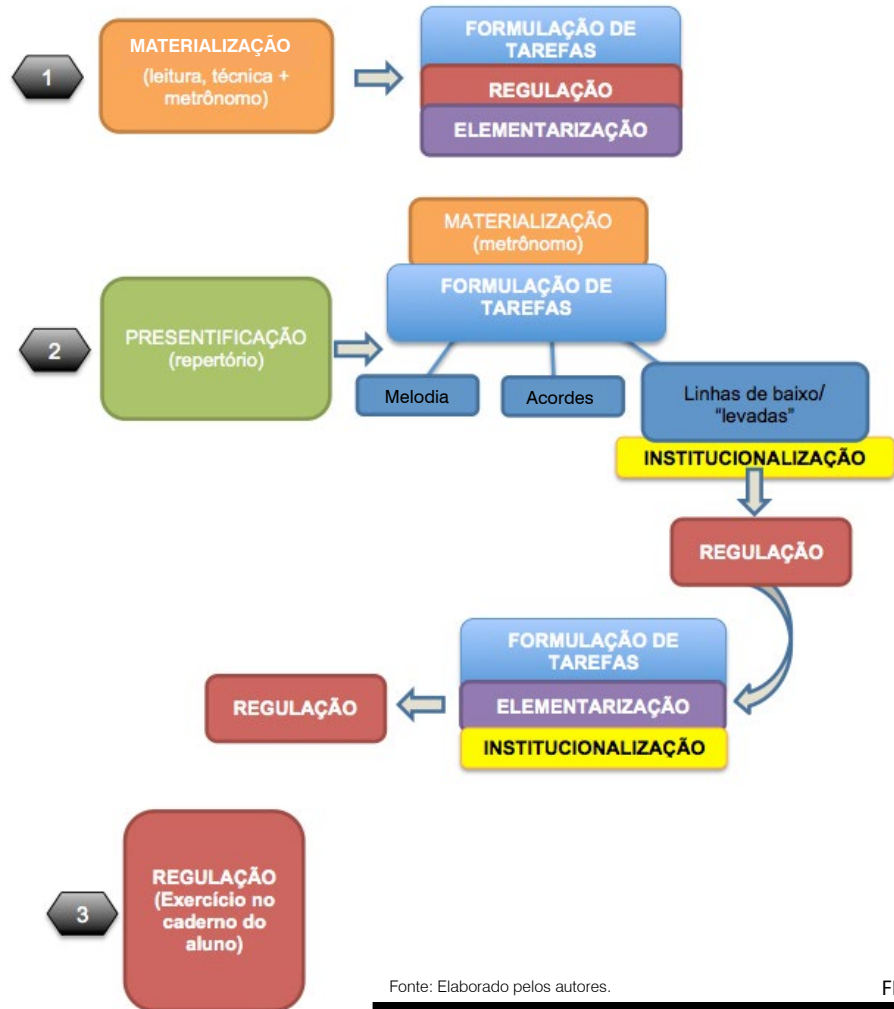 1
MATERIALIZAÇÃO
(leitura, técnica +
metrônomo)
FORMULAÇÃO DE
TAREFAS
REGULAÇÃO
ELEMENTARIZAÇÃO
2
PRESENTIFICAÇÃO
(repertório)
MATERIALIZAÇÃO
(metrônomo)
FORMULAÇÃO DE
TAREFAS
Melodia
Acordes
Linhas de baixo/
“levadas”
INSTITUCIONALIZAÇÃO
REGULAÇÃO
FORMULAÇÃO DE
TAREFAS
ELEMENTARIZAÇÃO
INSTITUCIONALIZAÇÃO
REGULAÇÃO
3
REGULAÇÃO
(Exercício no
caderno do
aluno)
Fonte: Elaborado pelos autores.